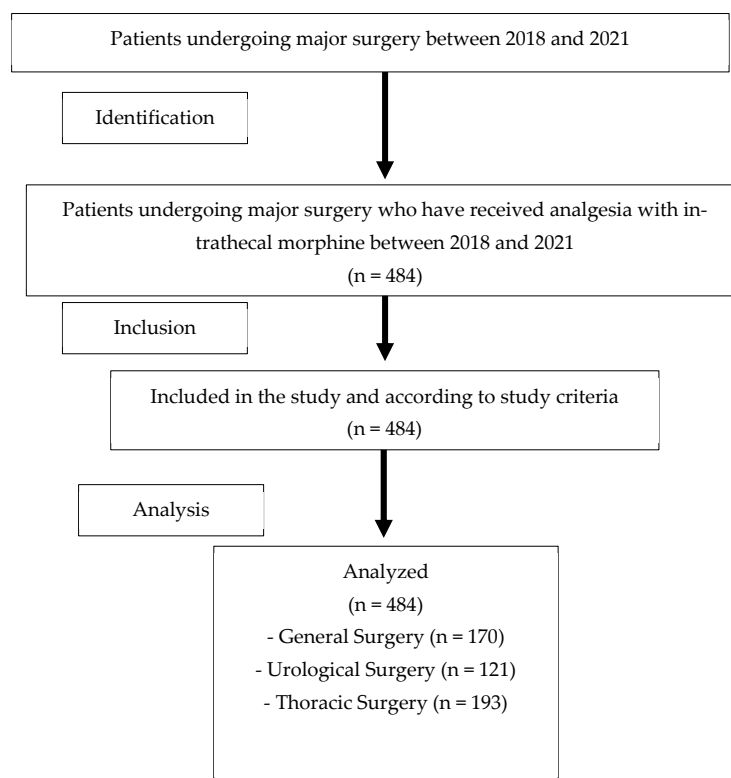 Patients undergoing major surgery between 2018 and 2021
Identification
Patients undergoing major surgery who have received analgesia with in-
trathecal morphine between 2018 and 2021
(n = 484)
Inclusion
Included in the study and according to study criteria
(n = 484)
Analysis
Analyzed
(n = 484)
- General Surgery (n = 170)
- Urological Surgery (n = 121)
- Thoracic Surgery (n = 193)